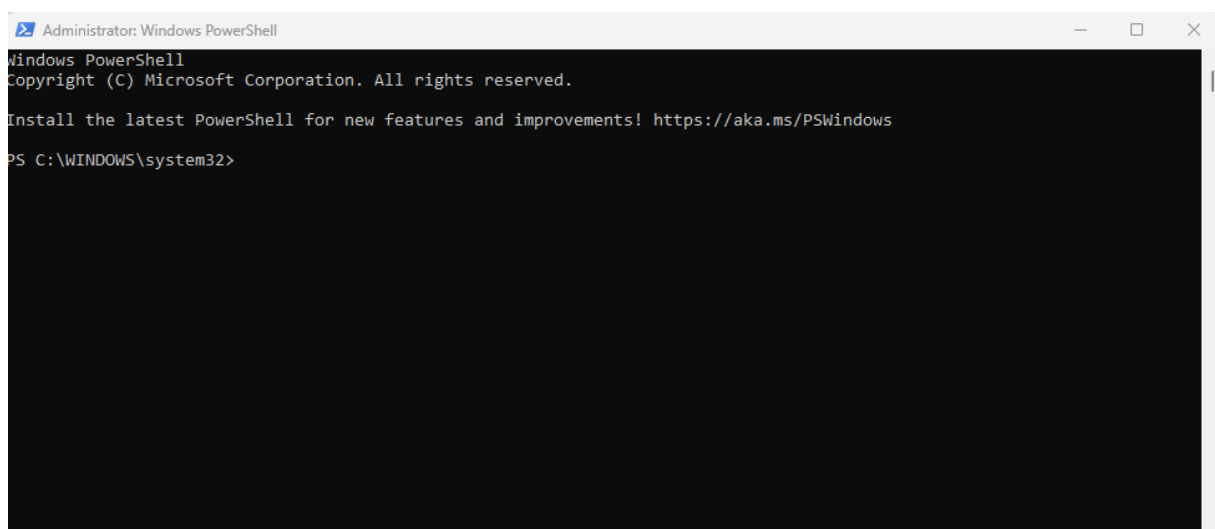 Administrator: Windows PowerShell
Windows PowerShell
Copyright (C) Microsoft Corporation. All rights reserved.
Install the latest PowerShell for new features and improvements! https://aka.ms/PSWindows
PS C:\WINDOWS\system32>